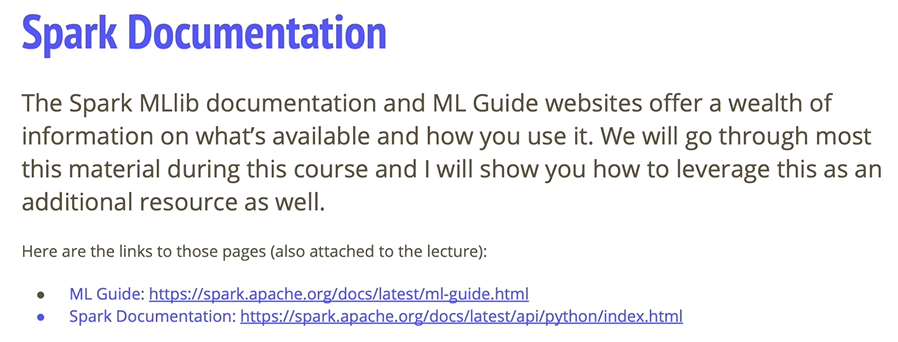 Spark Documentation
The Spark MLlib documentation and ML Guide websites offer a wealth of
information on what's available and how you use it. We will go through most
this material during this course and I will show you how to leverage this as an
additional resource as well.
Here are the links to those pages (also attached to the lecture):
● ML Guide: https://spark.apache.org/docs/latest/ml-guide.html
● Spark Documentation: https://spark.apache.org/docs/latest/api/python/index.html